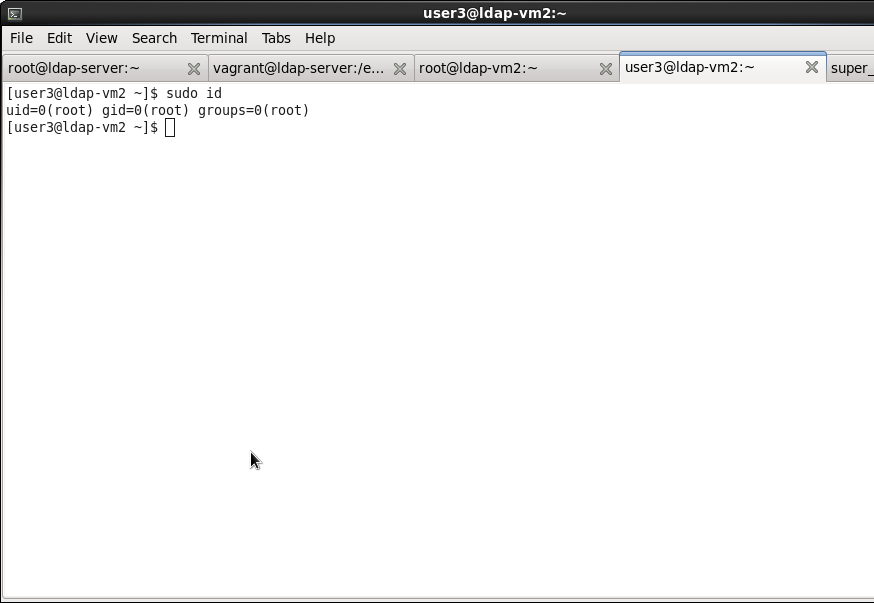 user3@ldap-vm2:~
File Edit View Search Terminal Tabs Help
root@ldap-server:~ vagrant@ldap-server:/e... root@ldap-vm2:~ user3@ldap-vm2:~ super_
[user3@ldap-vm2 ~]$ sudo id
uid=0(root) gid=0(root) groups=0(root)
[user3@ldap-vm2 ~]$